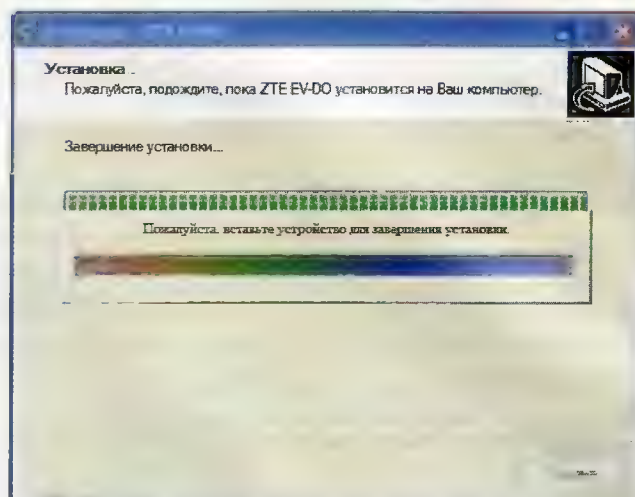 Установка .
Пожалуйста, подождите, пока ZTE EV-DO установится на Ваш компьютер.
Завершение установки...
Пожалуйста, вставьте устройство для завершения установки.